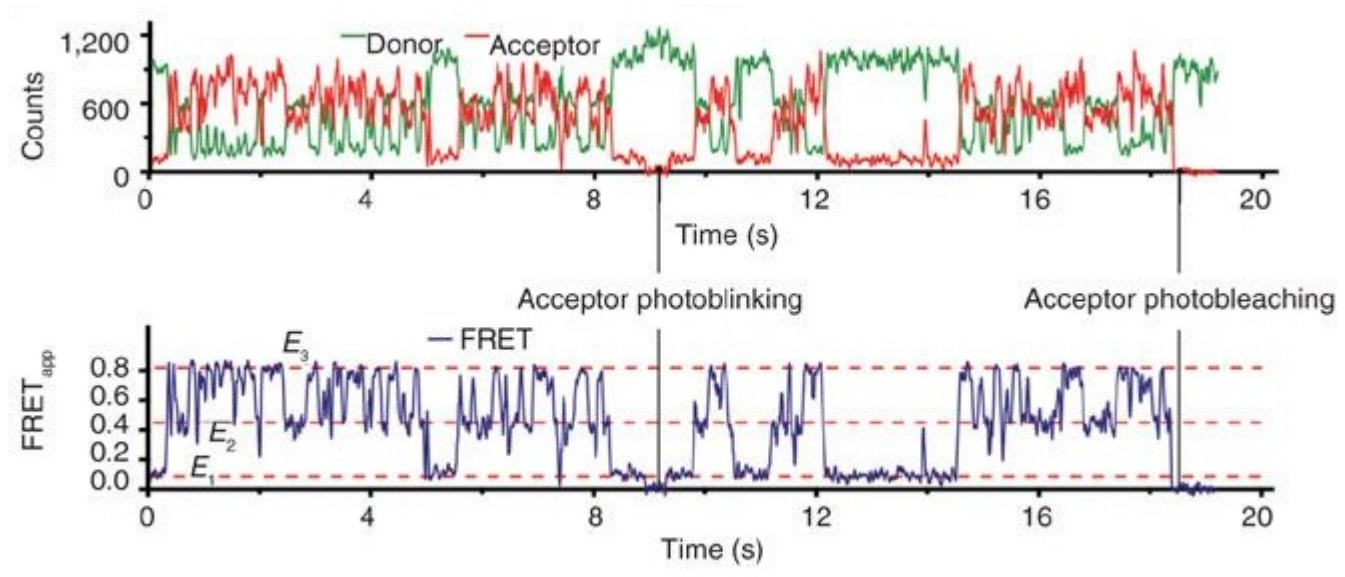 Donor Acceptor
1,200
600
0
Counts
0 4 8 12 16 20
Time (s)
Acceptor photoblinking Acceptor photobleaching
FRET
E3
0.8
0.6
0.4
E2
0.2
E1
0.0
FRETapp
0 4 8 12 16 20
Time (s)